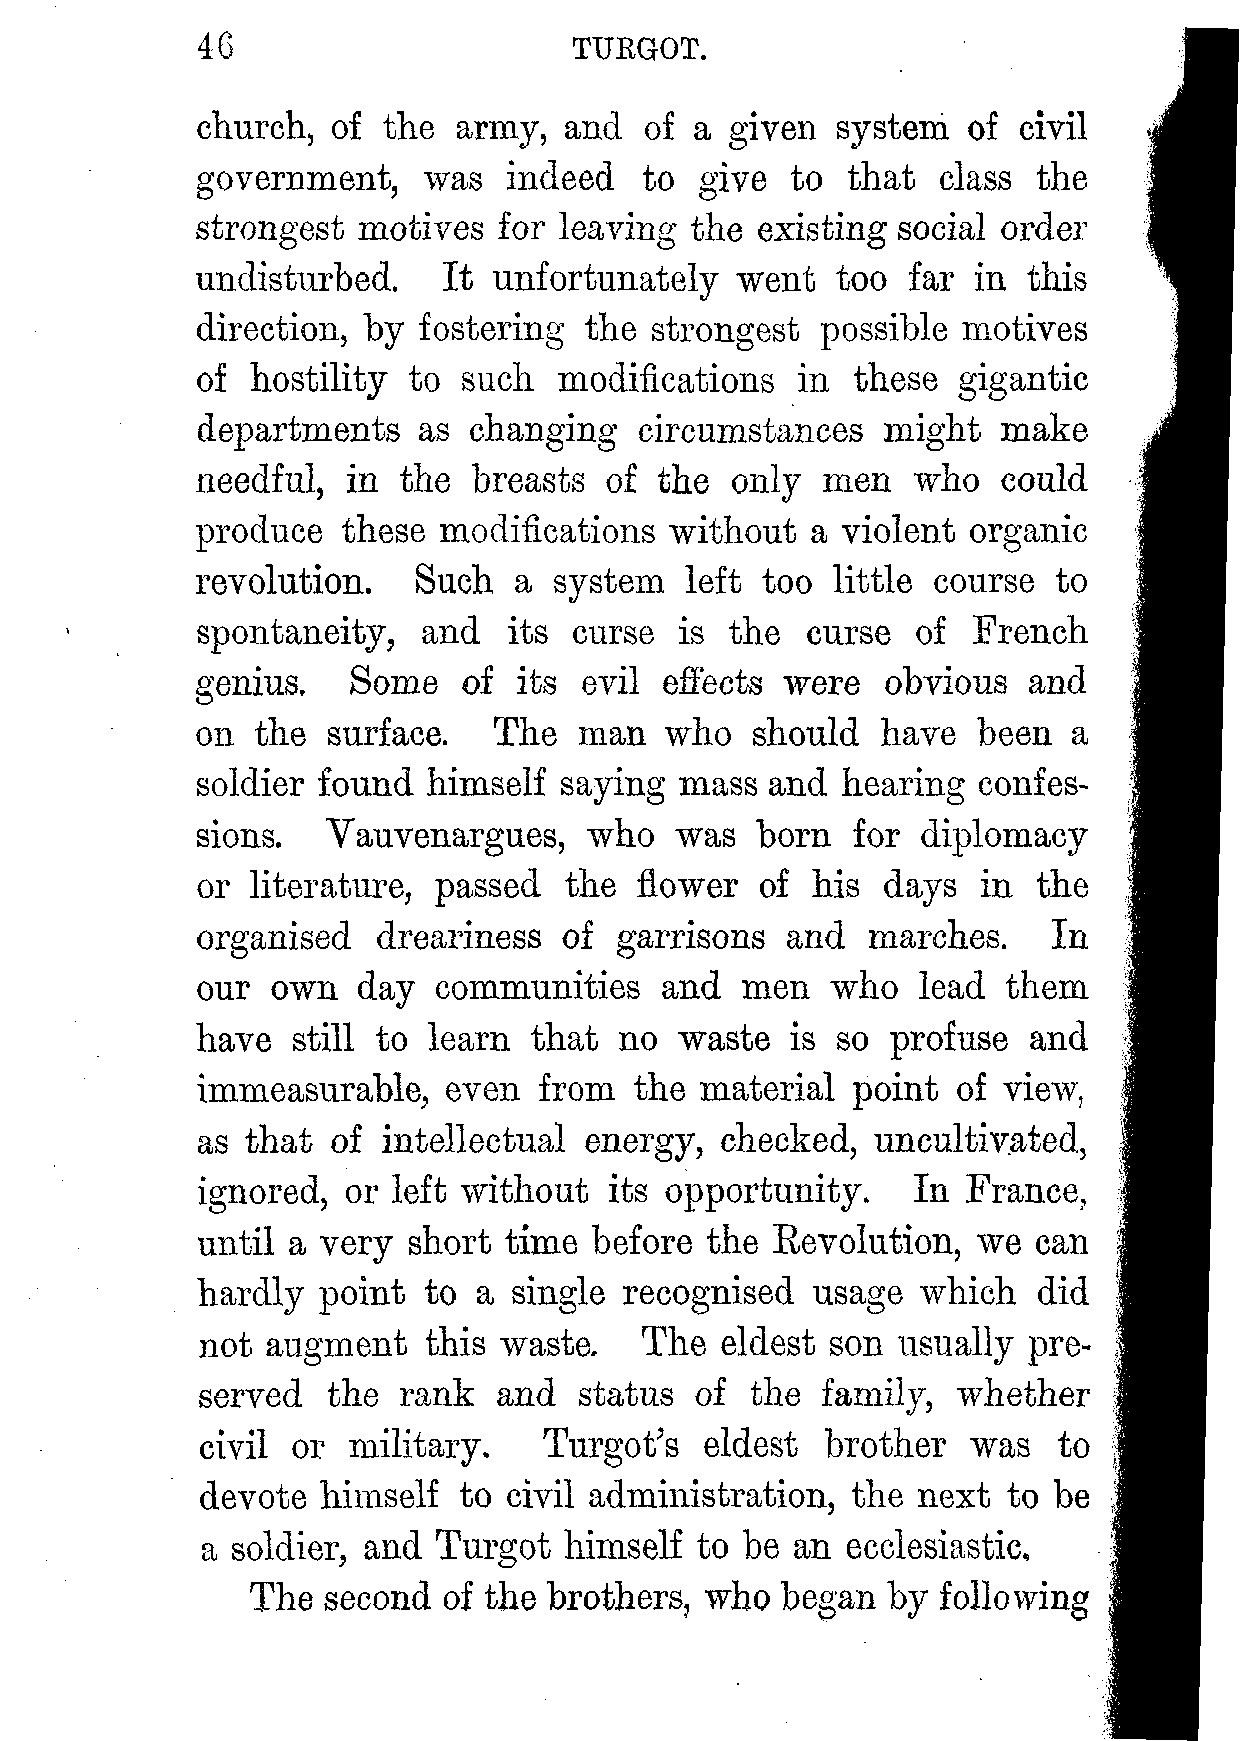 46 TURGOT.
church, of the army, and of a given system of civil
government, was indeed to give to that class the
strongest motives for leaving the existing social order
undisturbed. It unfortunately went too far in this
direction, by fostering the strongest possible motives
of hostility to such modifications in these gigantic
departments as changing circumstances might make
needful, in the breasts of the only men who could
produce these modifications without a violent organic
revolution. Such a system left too little course to
spontaneity, and its curse is the curse of French
genius. Some of its evil effects were obvious and
on the surface. The man who should have been a
soldier found himself saying mass and hearing confes-
sions. Vauvenargues, who was born for diplomacy
or literature, passed the flower of his days in the
organised dreariness of garrisons and marches. In
our own day communities and men who lead them
have still to learn that no waste is so profuse and
immeasurable, even from the material point of view,
as that of intellectual energy, checked, uncultivated,
ignored, or left without its opportunity. In France,
until a very short time before the Revolution, we can
hardly point to a single recognised usage which did
not augment this waste. The eldest son usually pre-
served the rank and status of the family, whether
civil or military. Turgot's eldest brother was to
devote himself to civil administration, the next to be
a soldier, and Turgot himself to be an ecclesiastic.
The second of the brothers, who began by following